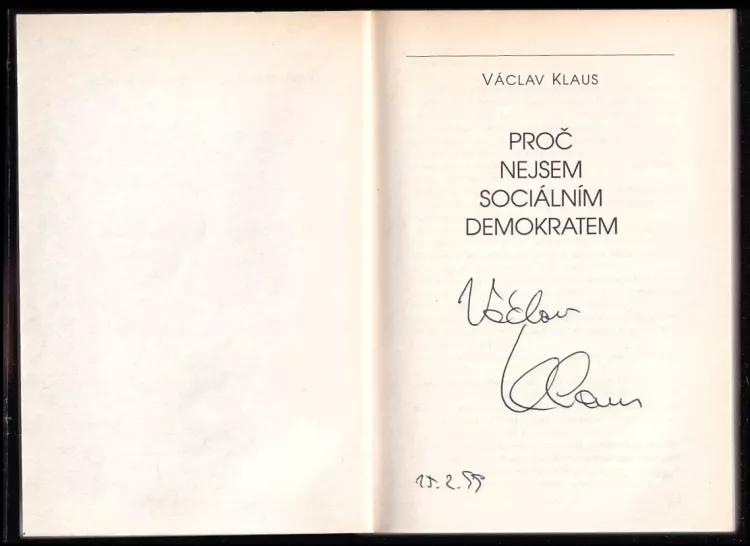 VÁCLAV KLAUS
PROČ
NEJSEM
SOCIÁLNÍM
DEMOKRATEM
Václav
Klaus
15.2.99